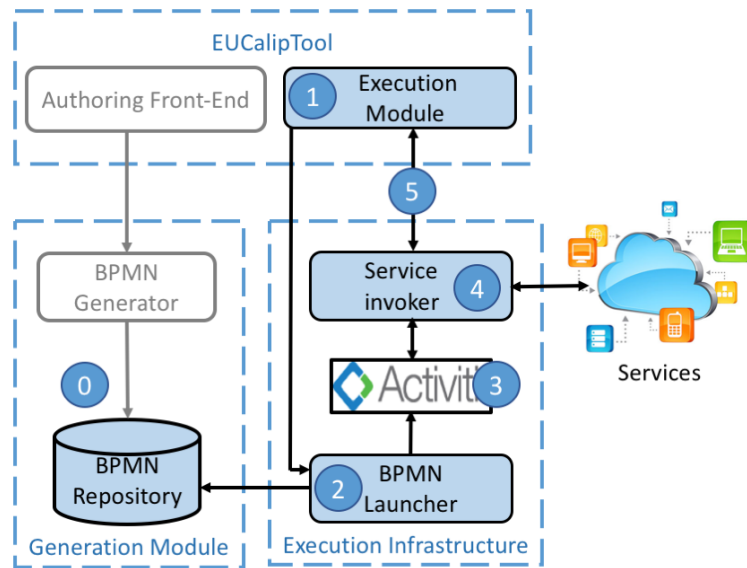 EUCalipTool
Authoring Front-End
1
Execution
Module
5
BPMN
Generator
Service
invoker
4
Services
0
Activiti
3
BPMN
Repository
2
BPMN
Launcher
Generation Module
Execution Infrastructure